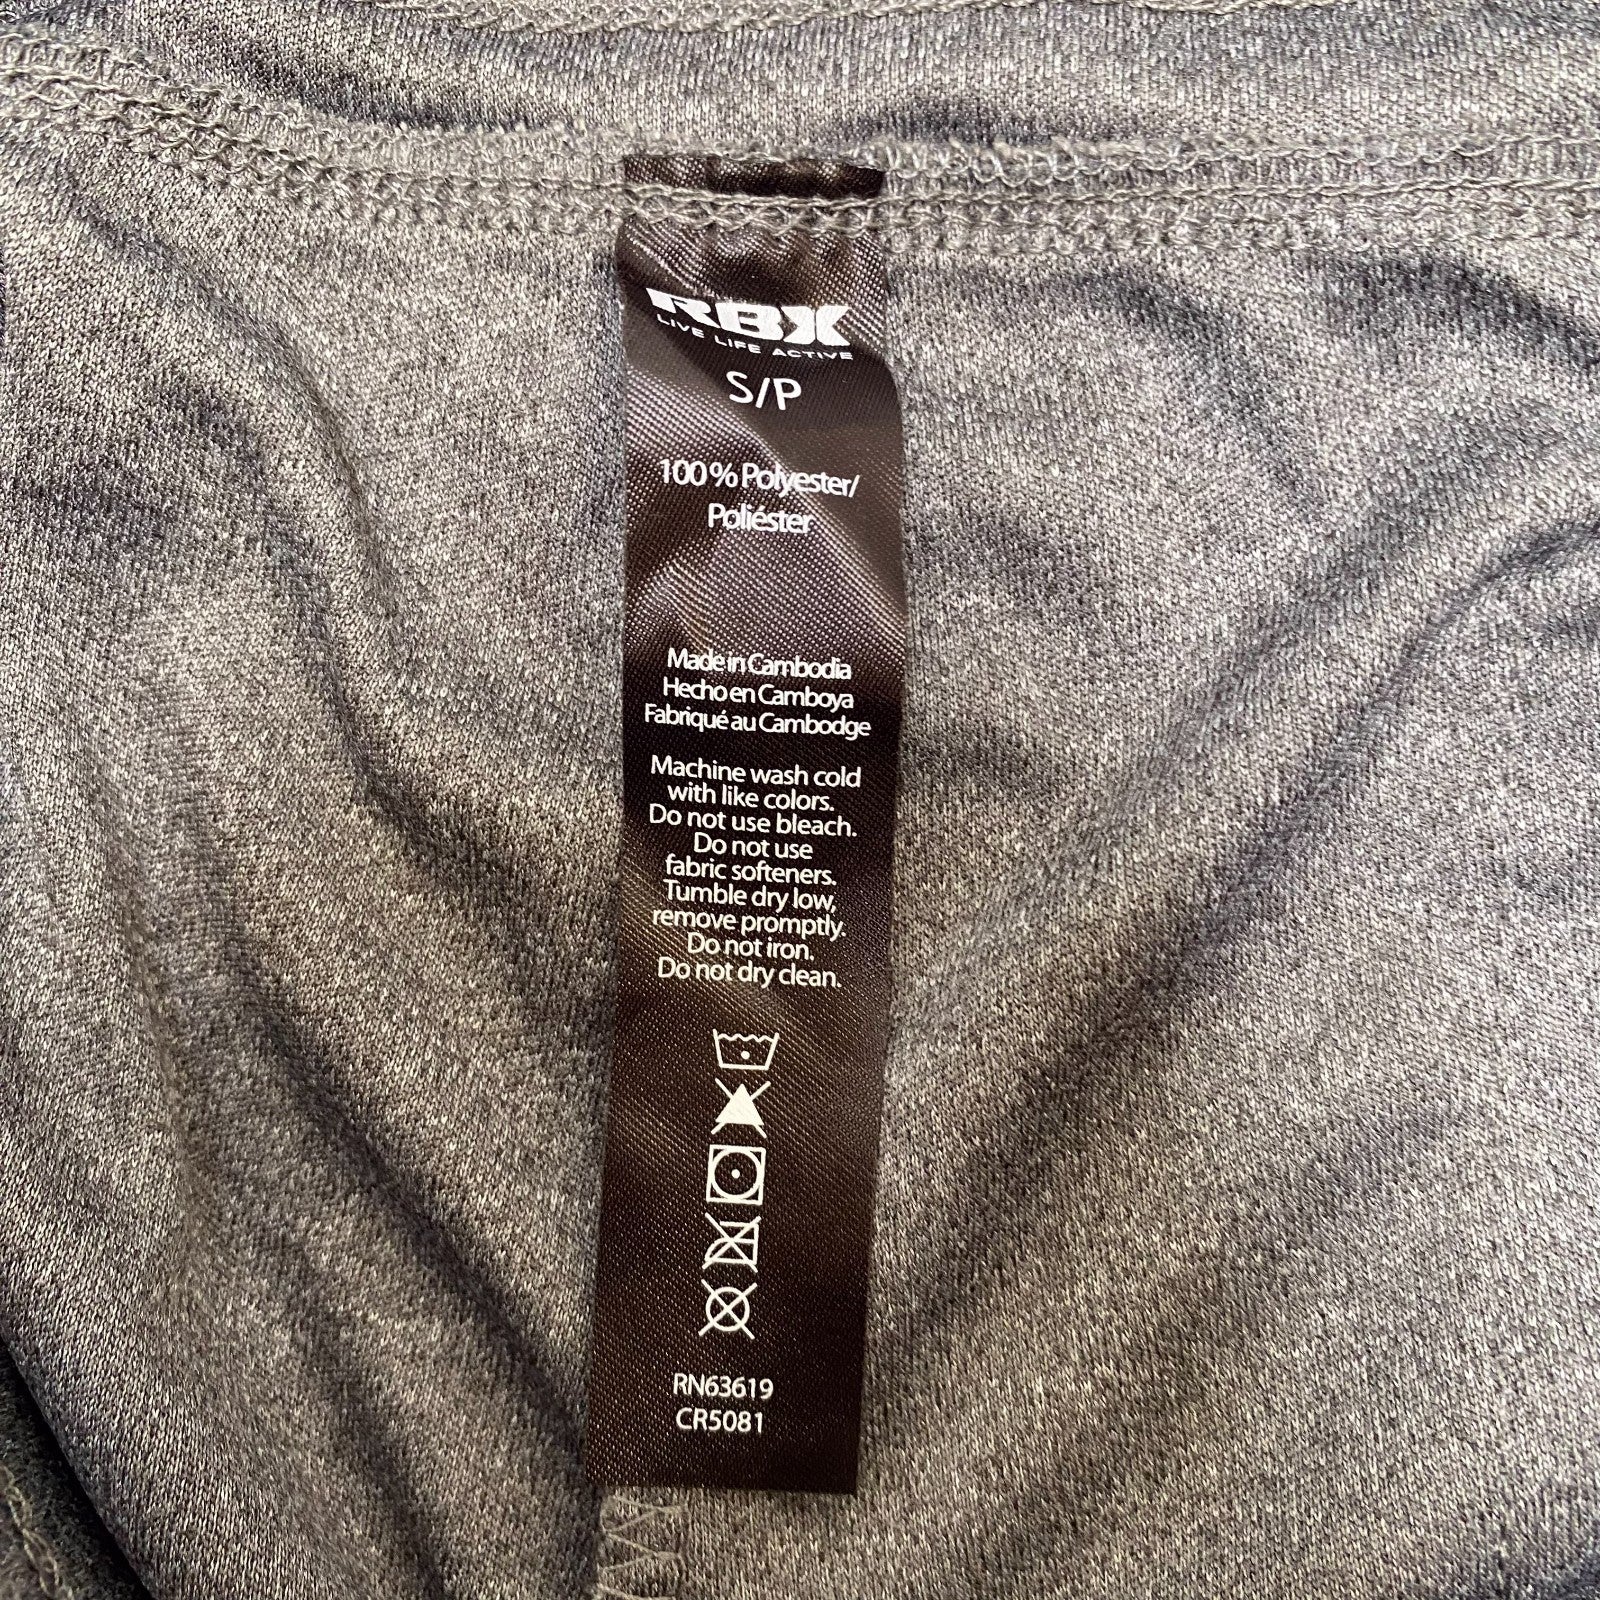 RBX
LIVE LIFE ACTIVE
S/P
100% Polyester/
Poliéster
Made in Cambodia
Hecho en Camboya
Fabriqué au Cambodge
Machine wash cold
with like colors.
Do not use bleach.
Do not use
fabric softeners.
Tumble dry low,
remove promptly.
Do not iron.
Do not dry clean.
RN63619
CR5081